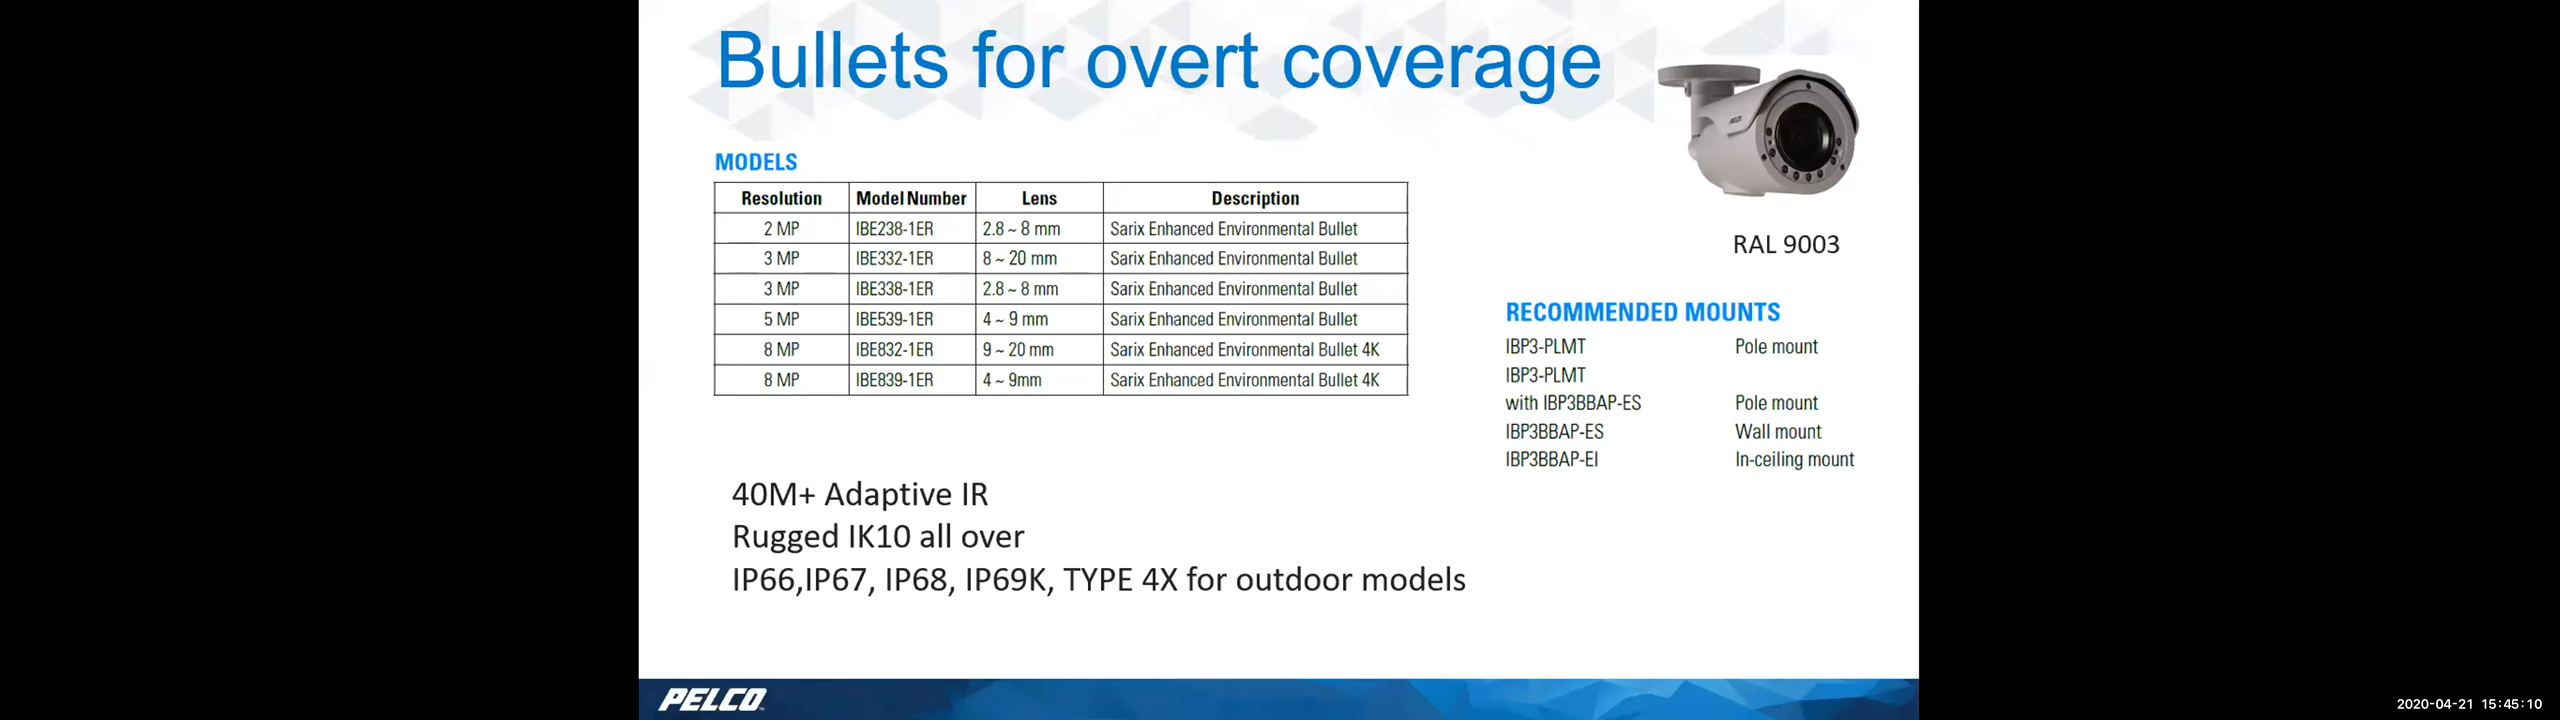 Bullets for overt coverage
MODELS
Resolution Model Number Lens Description
2 MP IBE238-1ER 2.8 ~ 8 mm Sarix Enhanced Environmental Bullet
3 MP IBE332-1ER 8 ~ 20 mm Sarix Enhanced Environmental Bullet
3 MP IBE338-1ER 2.8 ~ 8 mm Sarix Enhanced Environmental Bullet
5 MP IBE539-1ER 4 ~ 9 mm Sarix Enhanced Environmental Bullet
8 MP IBE832-1ER 9 ~ 20 mm Sarix Enhanced Environmental Bullet 4K
8 MP IBE839-1ER 4 ~ 9mm Sarix Enhanced Environmental Bullet 4K
PELCO
RAL 9003
RECOMMENDED MOUNTS
IBP3-PLMT Pole mount
IBP3-PLMT
with IBP3BBAP-ES Pole mount
IBP3BBAP-ES Wall mount
IBP3BBAP-EI In-ceiling mount
40M+ Adaptive IR
Rugged IK10 all over
IP66,IP67, IP68, IP69K, TYPE 4X for outdoor models
PELCO
2020-04-21 15:45:10